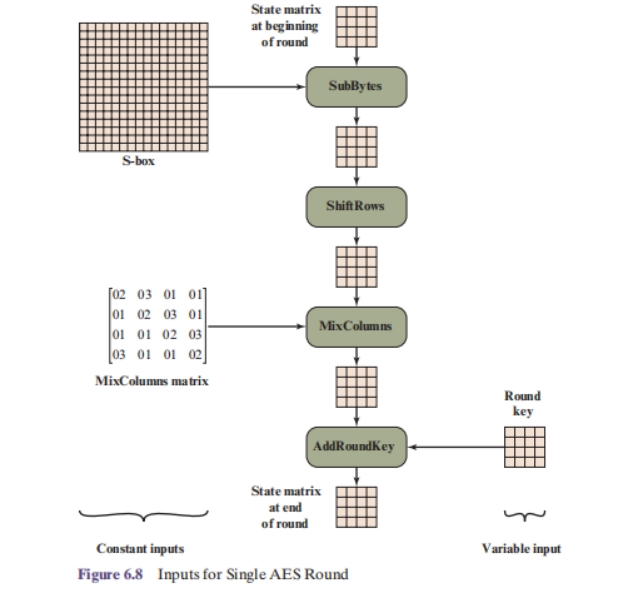 State matrix
at beginning
of round
SubBytes
S-box
ShiftRows
02 03 01 01
01 02 03 01
01 01 02 03
03 01 01 02
MixColumns
MixColumns matrix
Round
key
AddRoundKey
State matrix
at end
of round
Constant inputs
Variable input
Figure 6.8 Inputs for Single AES Round